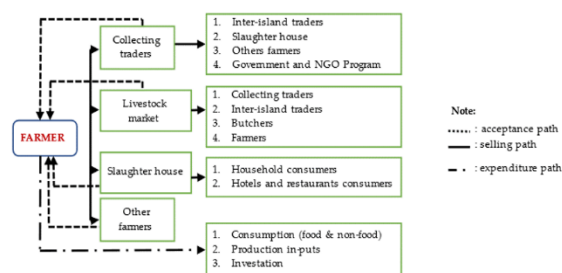 Collecting
traders
1. Inter-island traders
2. Slaughter house
3. Others farmers
4. Government and NGO Program
Livestock
market
1. Collecting traders
2. Inter-island traders
3. Butchers
4. Farmers
FARMER
Slaughter house
1. Household consumers
2. Hotels and restaurants consumers
Other
farmers
1. Consumption (food & non-food)
2. Production in-puts
3. Investation
Note:
: acceptance path
: selling path
: expenditure path